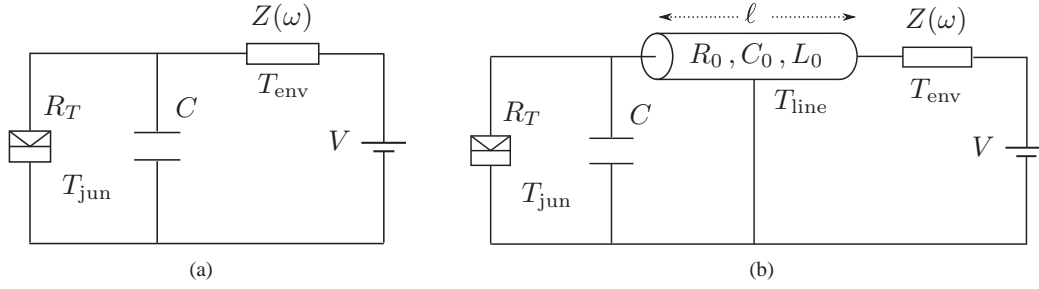 Z(ω)
T_env
R_T
C
V
T_jun
(a)
ℓ
R_0 , C_0 , L_0
Z(ω)
T_line
T_env
R_T
C
V
T_jun
(b)